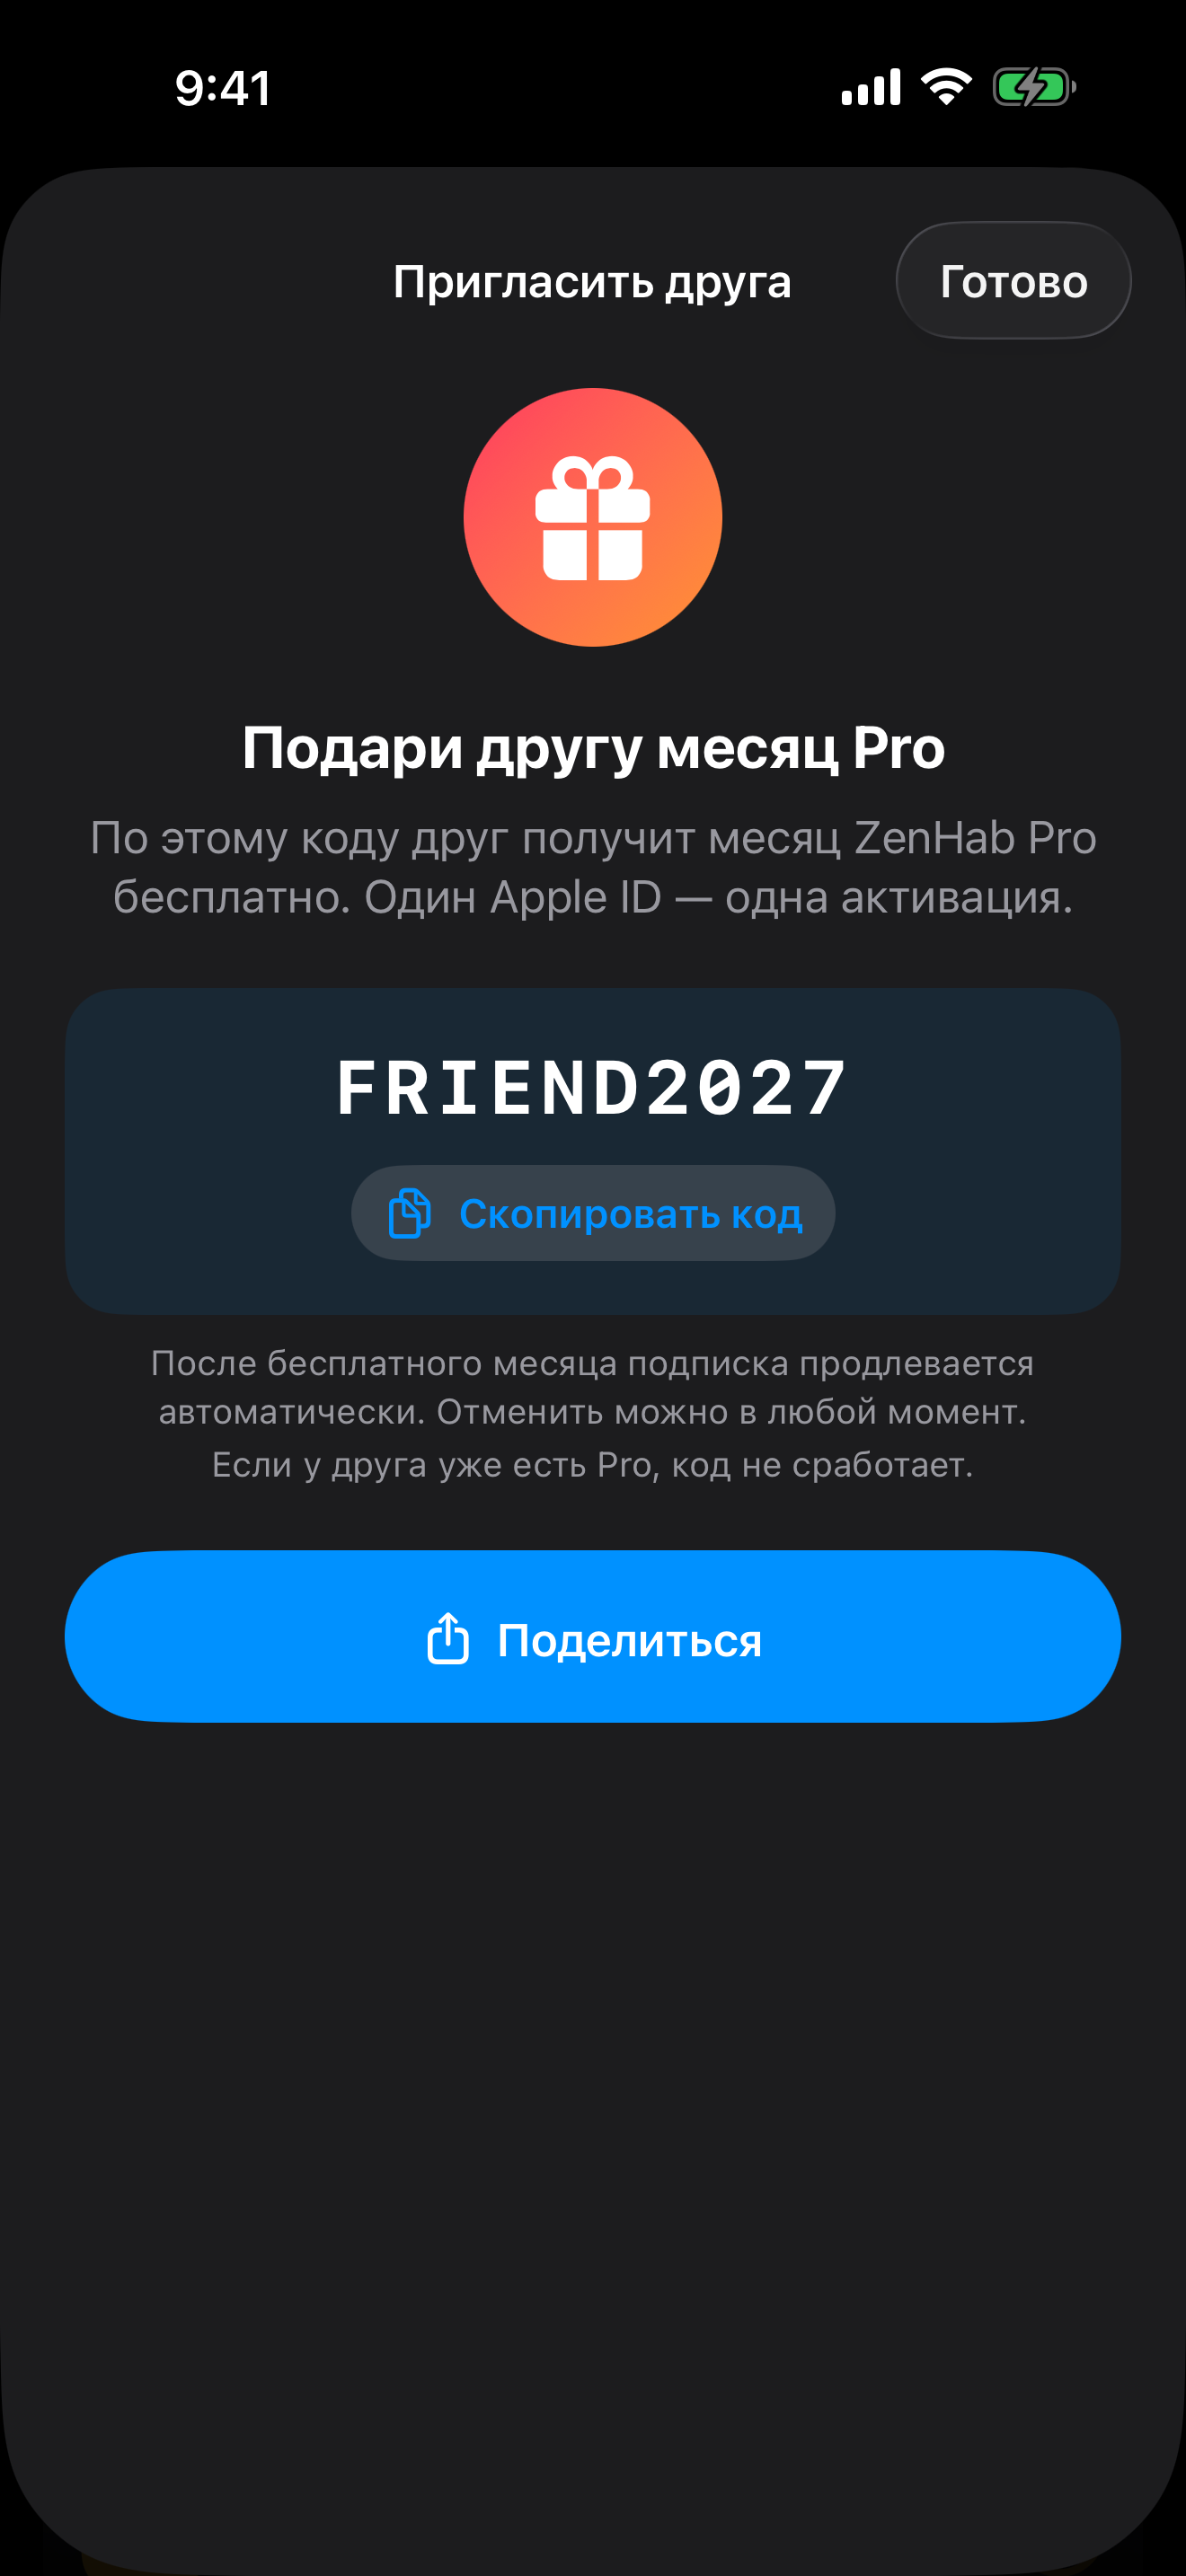 9:41
Пригласить друга
Готово
Подари другу месяц Pro
По этому коду друг получит месяц ZenHab Pro
бесплатно. Один Apple ID — одна активация.
FRIEND2027
Скопировать код
После бесплатного месяца подписка продлевается
автоматически. Отменить можно в любой момент.
Если у друга уже есть Pro, код не сработает.
Поделиться